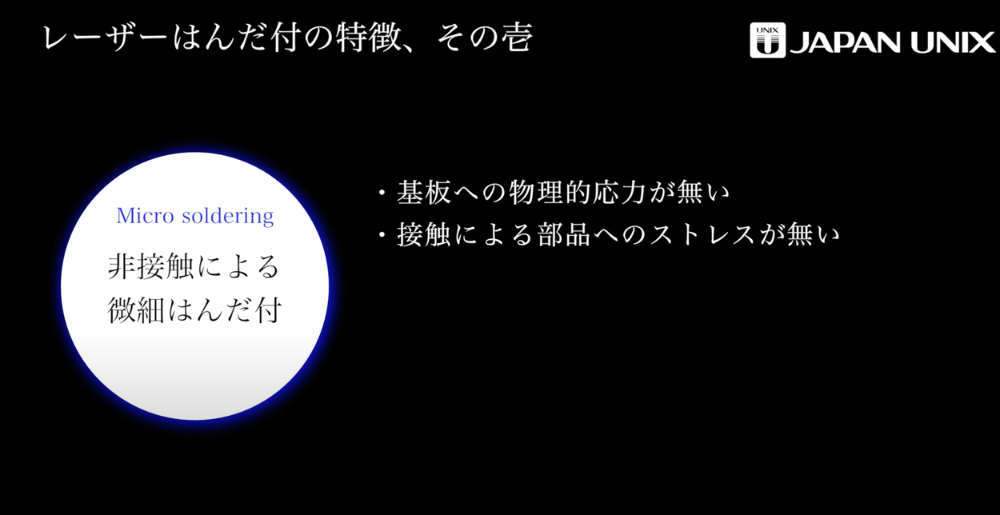 レーザーはんだ付の特徴、その壱
UNIX
JAPAN UNIX
Micro soldering
非接触による
微細はんだ付
・基板への物理的応力が無い
・接触による部品へのストレスが無い